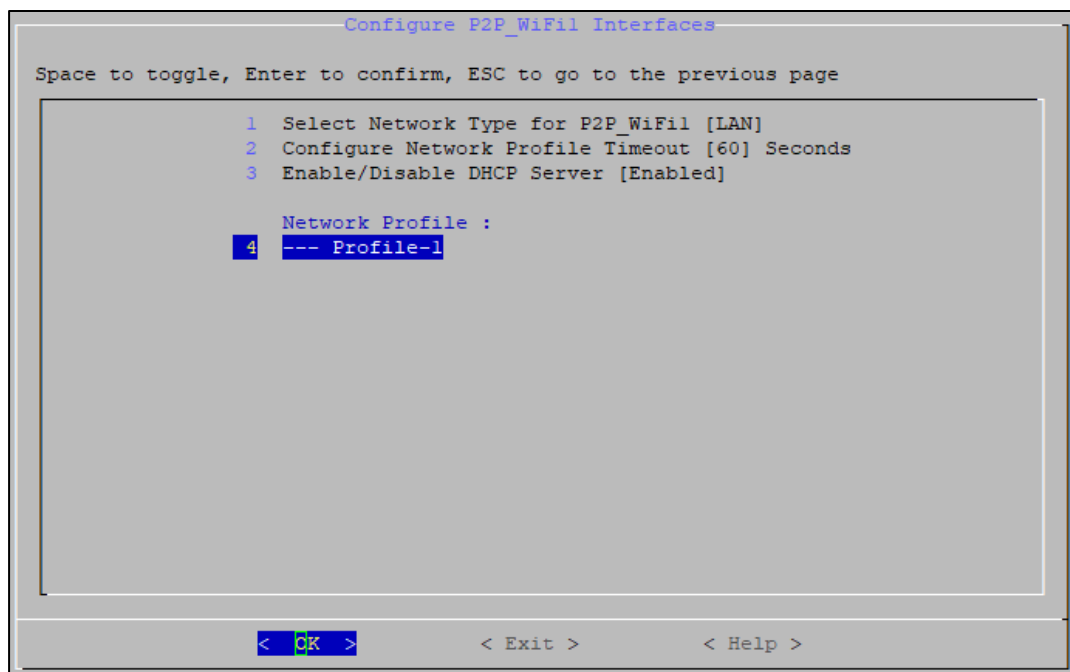 Configure P2P_WiFi1 Interfaces
Space to toggle, Enter to confirm, ESC to go to the previous page
1 Select Network Type for P2P_WiFi1 [LAN]
2 Configure Network Profile Timeout [60] Seconds
3 Enable/Disable DHCP Server [Enabled]
Network Profile :
4 --- Profile-1
< OK > < Exit > < Help >